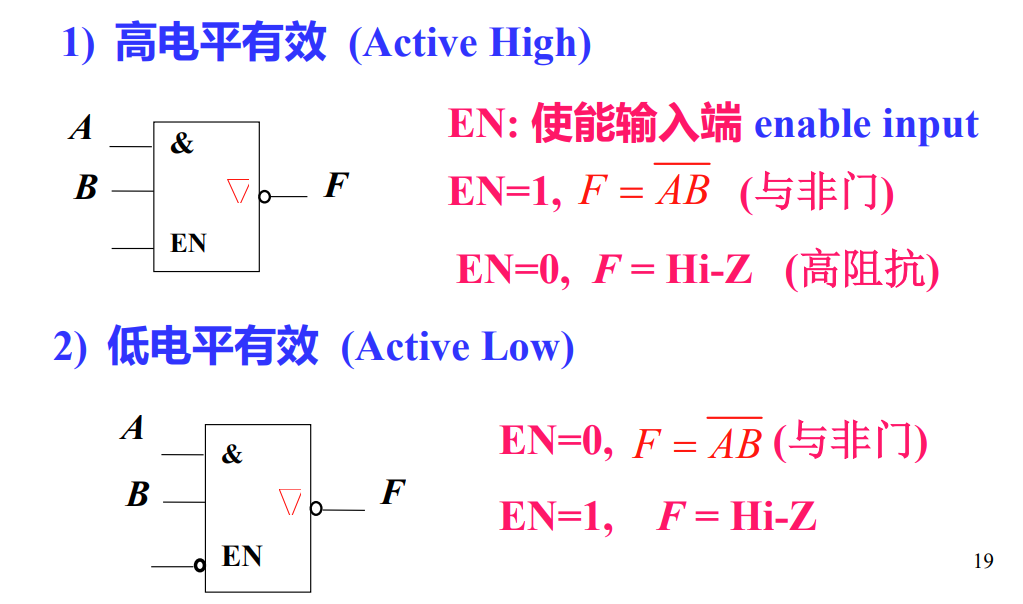 1) 高电平有效 (Active High)
A
&
EN: 使能输入端 enable input
B
F
EN=1, F = \overline{AB} (与非门)
EN
EN=0, F = Hi-Z (高阻抗)
2) 低电平有效 (Active Low)
A
&
EN=0, F = \overline{AB} (与非门)
B
F
EN=1, F = Hi-Z
EN
19